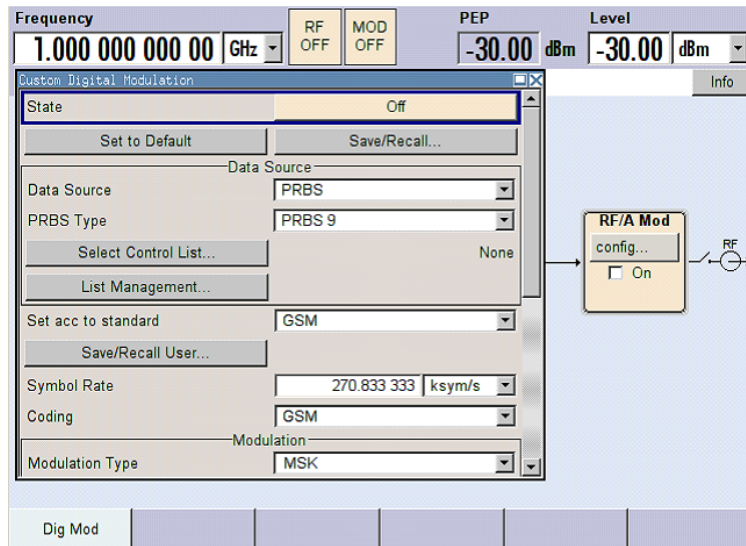 Frequency
RF OFF
MOD OFF
PEP
Level
1.000 000 000 00 GHz
-30.00 dBm
-30.00 dBm
Custom Digital Modulation
Info
State Off
Set to Default Save/Recall...
Data Source
Data Source PRBS
PRBS Type PRBS 9
Select Control List... None
List Management...
RF/A Mod
config...
On
RF
Set acc to standard GSM
Save/Recall User...
Symbol Rate 270.833 333 ksym/s
Coding GSM
Modulation
Modulation Type MSK
Dig Mod